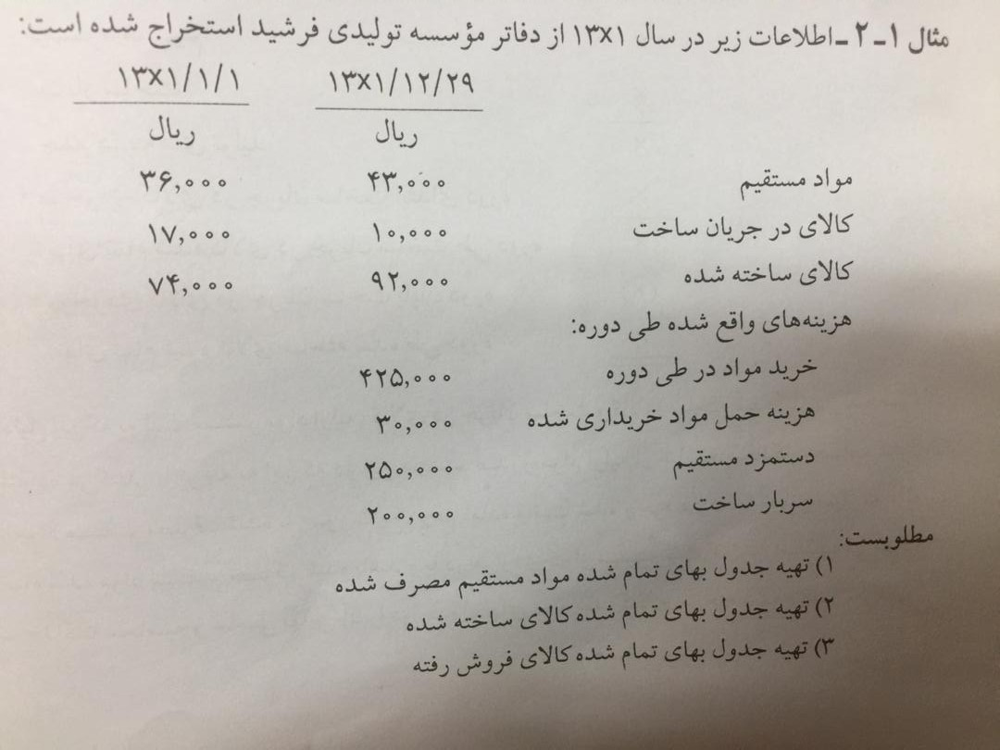 مثال ۱ـ۲ـ اطلاعات زیر در سال ۱۳X۱ از دفاتر مؤسسه تولیدی فرشید استخراج شده است:
۱۳X۱/۱۲/۲۹ ۱۳X۱/۱/۱
ریال ریال
مواد مستقیم ۴۳,۰۰۰ ۳۶,۰۰۰
کالای در جریان ساخت ۱۰,۰۰۰ ۱۷,۰۰۰
کالای ساخته شده ۹۲,۰۰۰ ۷۴,۰۰۰
هزینه‌های واقع شده طی دوره:
خرید مواد در طی دوره ۴۲۵,۰۰۰
هزینه حمل مواد خریداری شده ۳۰,۰۰۰
دستمزد مستقیم ۲۵۰,۰۰۰
سربار ساخت ۲۰۰,۰۰۰
مطلوبست:
۱) تهیه جدول بهای تمام شده مواد مستقیم مصرف شده
۲) تهیه جدول بهای تمام شده کالای ساخته شده
۳) تهیه جدول بهای تمام شده کالای فروش رفته